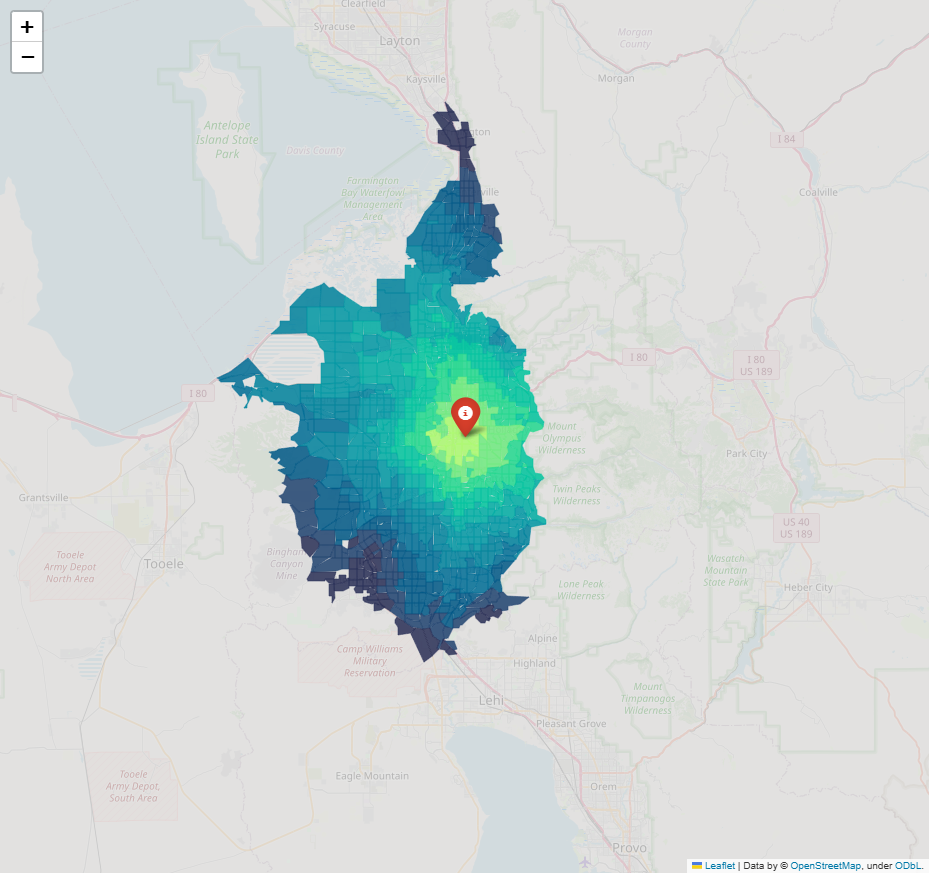 +
−
Clearfield
Syracuse
Layton
Kaysville
Morgan
County
Morgan
Antelope
Island State
Park
Davis County
I 84
Farmington
Bay Waterfowl
Management
Area
Coalville
I 80
I 80
US 189
I 80
Mount
Olympus
Wilderness
Park City
Twin Peaks
Wilderness
Grantsville
US 40
US 189
Tooele
Army Depot
North Area
Tooele
Bingham
Canyon
Mine
Wasatch
Mountain
State Park
Lone Peak
Wilderness
Heber City
Camp Williams
Military
Reservation
Alpine
Highland
Lehi
Mount
Timpanogos
Wilderness
Pleasant Grove
Tooele
Army Depot,
South Area
Eagle Mountain
Orem
Provo
Leaflet | Data by © OpenStreetMap, under ODbL.